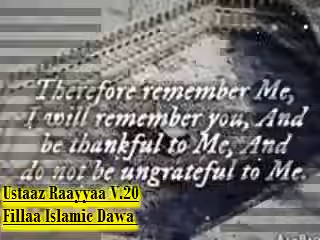 Therefore remember Me,
I will remember you, And
be thankful to Me, And
do not be ungrateful to Me.
Ustaaz Raayyaa V.20
Fillaa Islamic Dawa